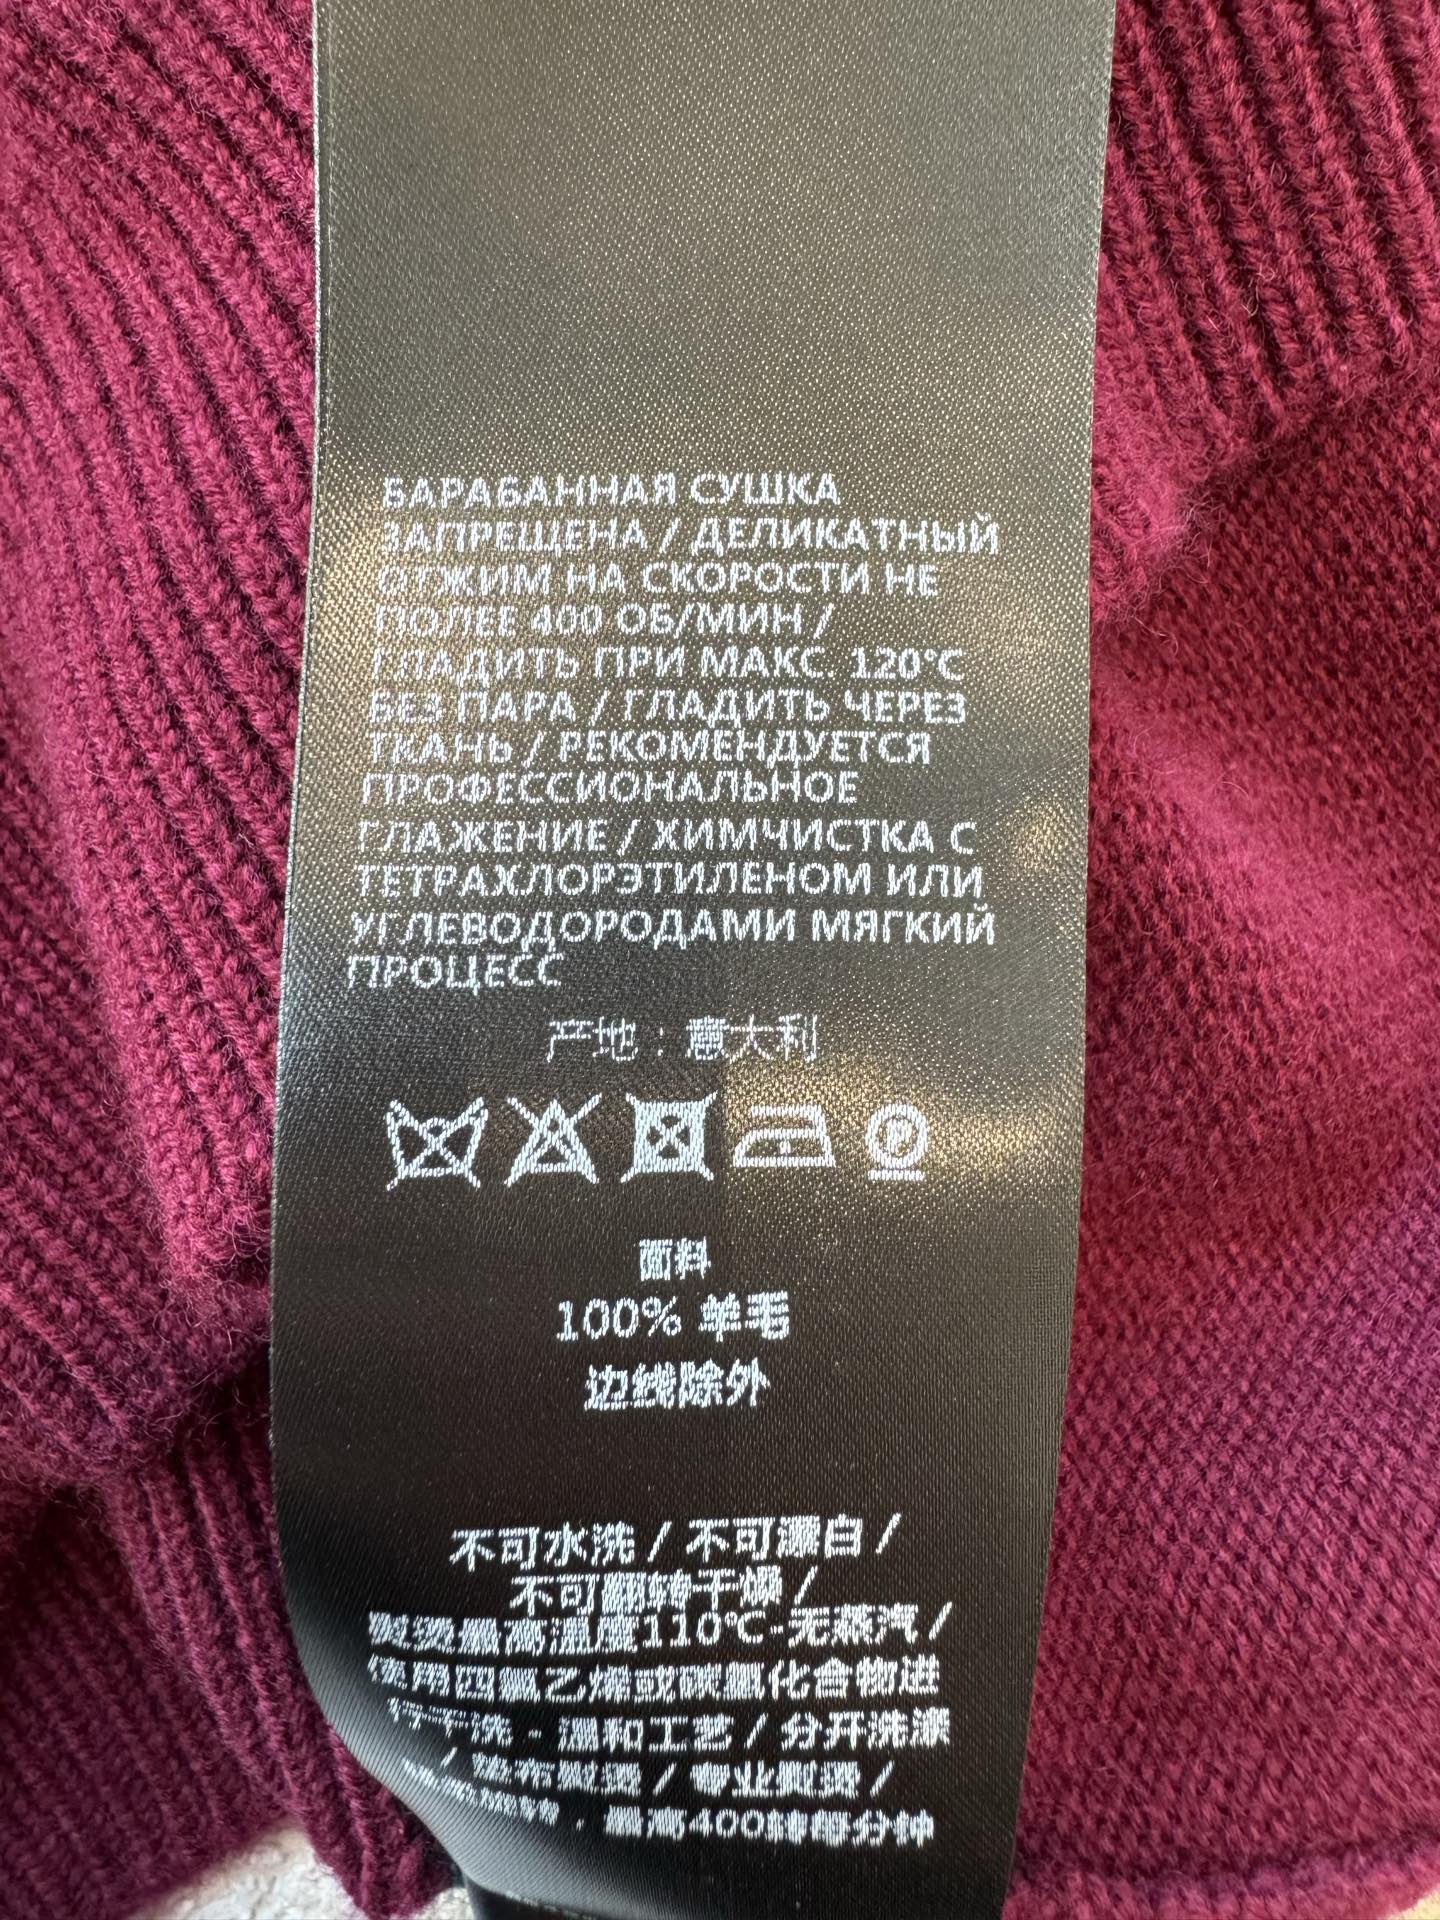 БАРАБАННАЯ СУШКА
ЗАПРЕЩЕНА / ДЕЛИКАТНЫЙ
ОТЖИМ НА СКОРОСТИ НЕ
ПОЛЕЕ 400 ОБ/МИН /
ГЛАДИТЬ ПРИ МАКС. 120°C
БЕЗ ПАРА / ГЛАДИТЬ ЧЕРЕЗ
ТКАНЬ / РЕКОМЕНДУЕТСЯ
ПРОФЕССИОНАЛЬНОЕ
ГЛАЖЕНИЕ / ХИМЧИСТКА С
ТЕТРАХЛОРЭТИЛЕНОМ ИЛИ
УГЛЕВОДОРОДАМИ МЯГКИЙ
ПРОЦЕСС
产地：意大利
P
面料
100% 羊毛
边线除外
不可水洗 / 不可漂白 /
不可翻转干燥 /
熨烫最高温度110℃-无蒸汽 /
使用四氯乙烯或碳氢化合物进
行干洗 - 温和工艺 / 分开洗涤
/ 垫布熨烫 / 专业熨烫 /
最高400转每分钟